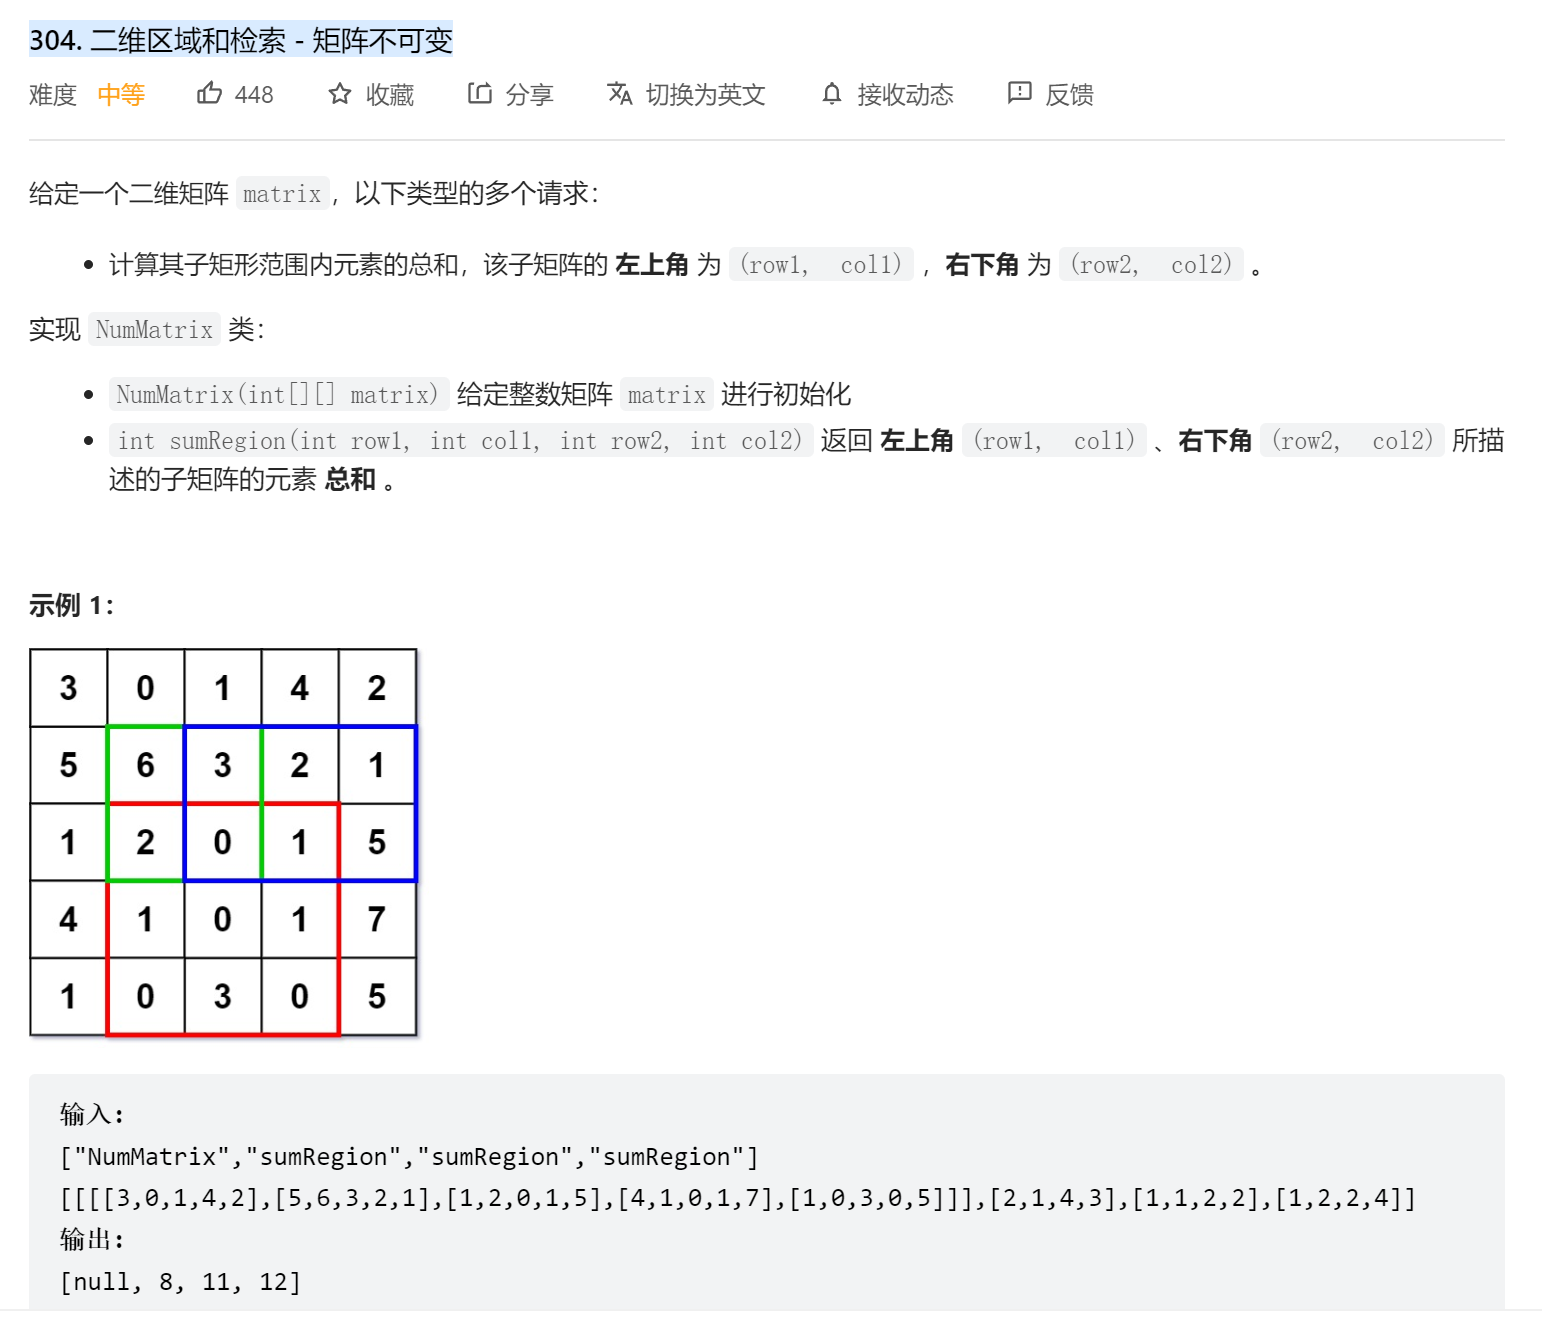 304. 二维区域和检索 - 矩阵不可变
难度 中等 448 收藏 分享 切换为英文 接收动态 反馈
给定一个二维矩阵 matrix，以下类型的多个请求：
计算其子矩形范围内元素的总和，该子矩阵的 左上角 为 (row1, col1) ，右下角 为 (row2, col2) 。
实现 NumMatrix 类：
NumMatrix(int[][] matrix) 给定整数矩阵 matrix 进行初始化
int sumRegion(int row1, int col1, int row2, int col2) 返回 左上角 (row1, col1) 、右下角 (row2, col2) 所描
述的子矩阵的元素 总和 。
示例 1：
3 0 1 4 2
5 6 3 2 1
1 2 0 1 5
4 1 0 1 7
1 0 3 0 5
输入:
["NumMatrix","sumRegion","sumRegion","sumRegion"]
[[[[3,0,1,4,2],[5,6,3,2,1],[1,2,0,1,5],[4,1,0,1,7],[1,0,3,0,5]]],[2,1,4,3],[1,1,2,2],[1,2,2,4]]
输出:
[null, 8, 11, 12]